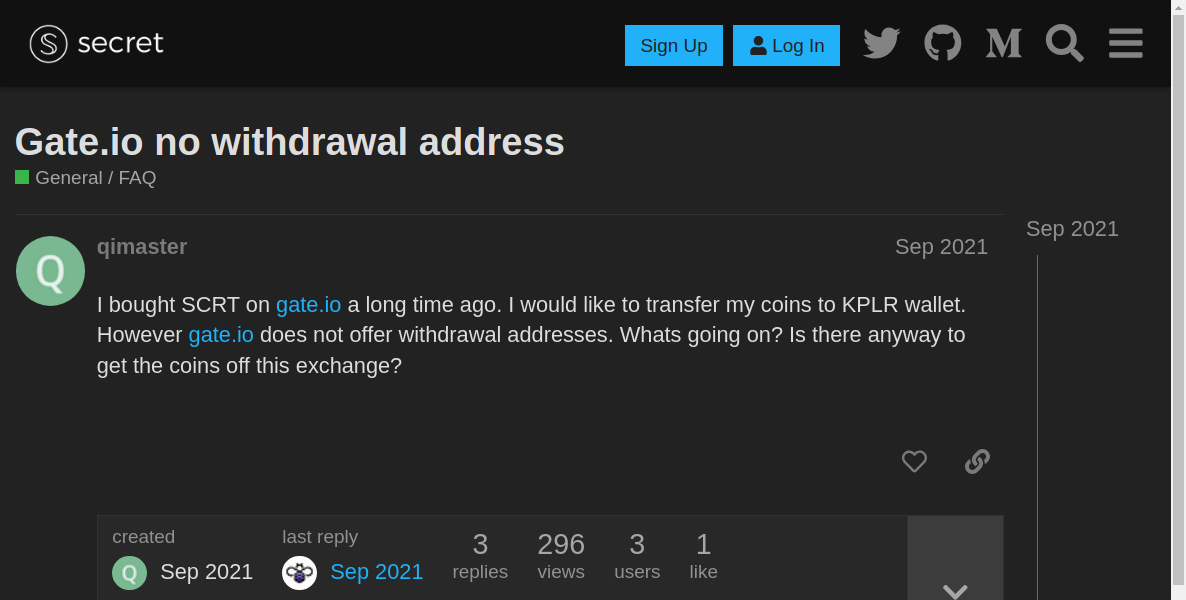 secret
Sign Up
Log In
Gate.io no withdrawal address
General / FAQ
qimaster
Sep 2021
Sep 2021
Q
I bought SCRT on gate.io a long time ago. I would like to transfer my coins to KPLR wallet.
However gate.io does not offer withdrawal addresses. Whats going on? Is there anyway to
get the coins off this exchange?
created
last reply
3
296
3
1
Q
Sep 2021
Sep 2021
replies
views
users
like